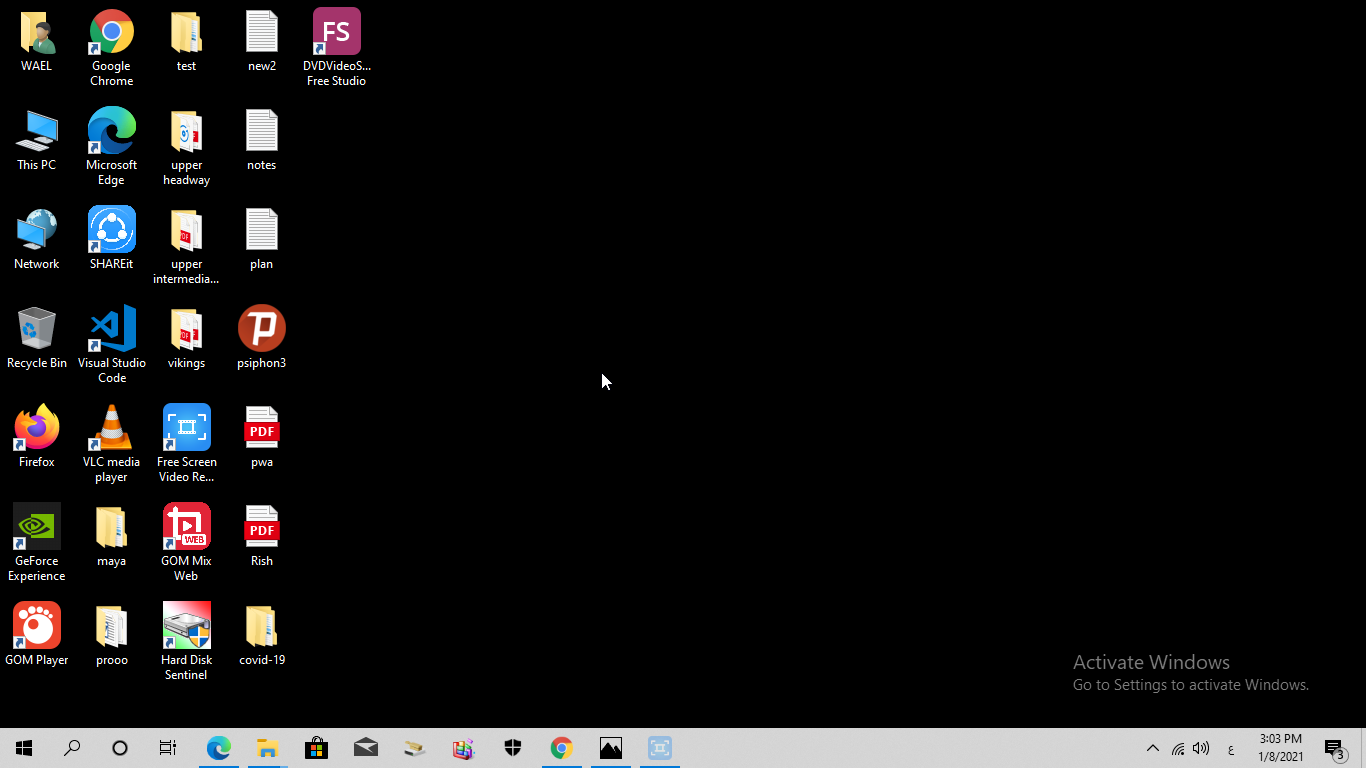 WAEL
Google
Chrome
test
new2
FS
DVDVideoS...
Free Studio
This PC
Microsoft
Edge
upper
headway
notes
Network
SHAREit
PDF
upper
intermedia...
plan
Recycle Bin
Visual Studio
Code
vikings
psiphon3
Firefox
VLC media
player
Free Screen
Video Re...
PDF
pwa
GeForce
Experience
maya
WEB
GOM Mix
Web
PDF
Rish
GOM Player
prooo
Hard Disk
Sentinel
covid-19
Activate Windows
Go to Settings to activate Windows.
ع
3:03 PM
1/8/2021
3